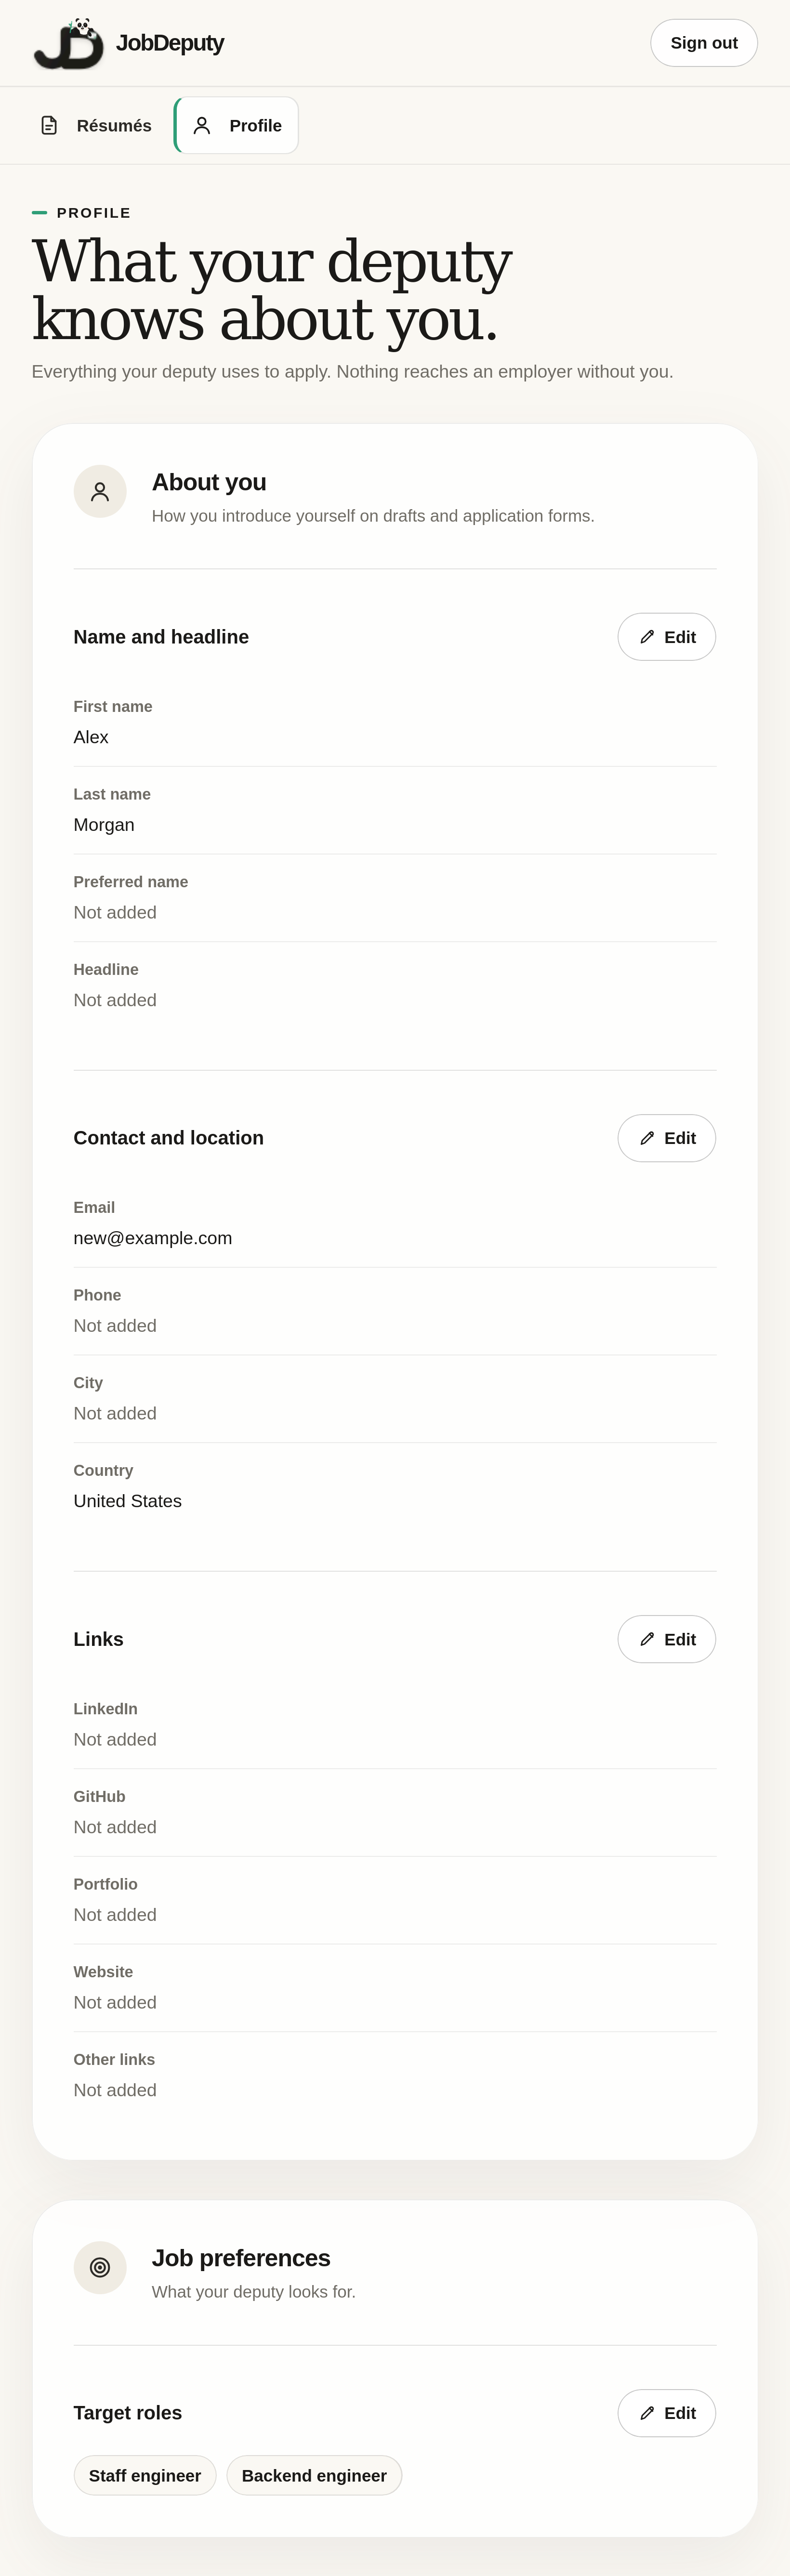 JD JobDeputy
Sign out
Résumés
Profile
PROFILE
What your deputy
knows about you.
Everything your deputy uses to apply. Nothing reaches an employer without you.
About you
How you introduce yourself on drafts and application forms.
Name and headline
Edit
First name
Alex
Last name
Morgan
Preferred name
Not added
Headline
Not added
Contact and location
Edit
Email
new@example.com
Phone
Not added
City
Not added
Country
United States
Links
Edit
LinkedIn
Not added
GitHub
Not added
Portfolio
Not added
Website
Not added
Other links
Not added
Job preferences
What your deputy looks for.
Target roles
Edit
Staff engineer
Backend engineer